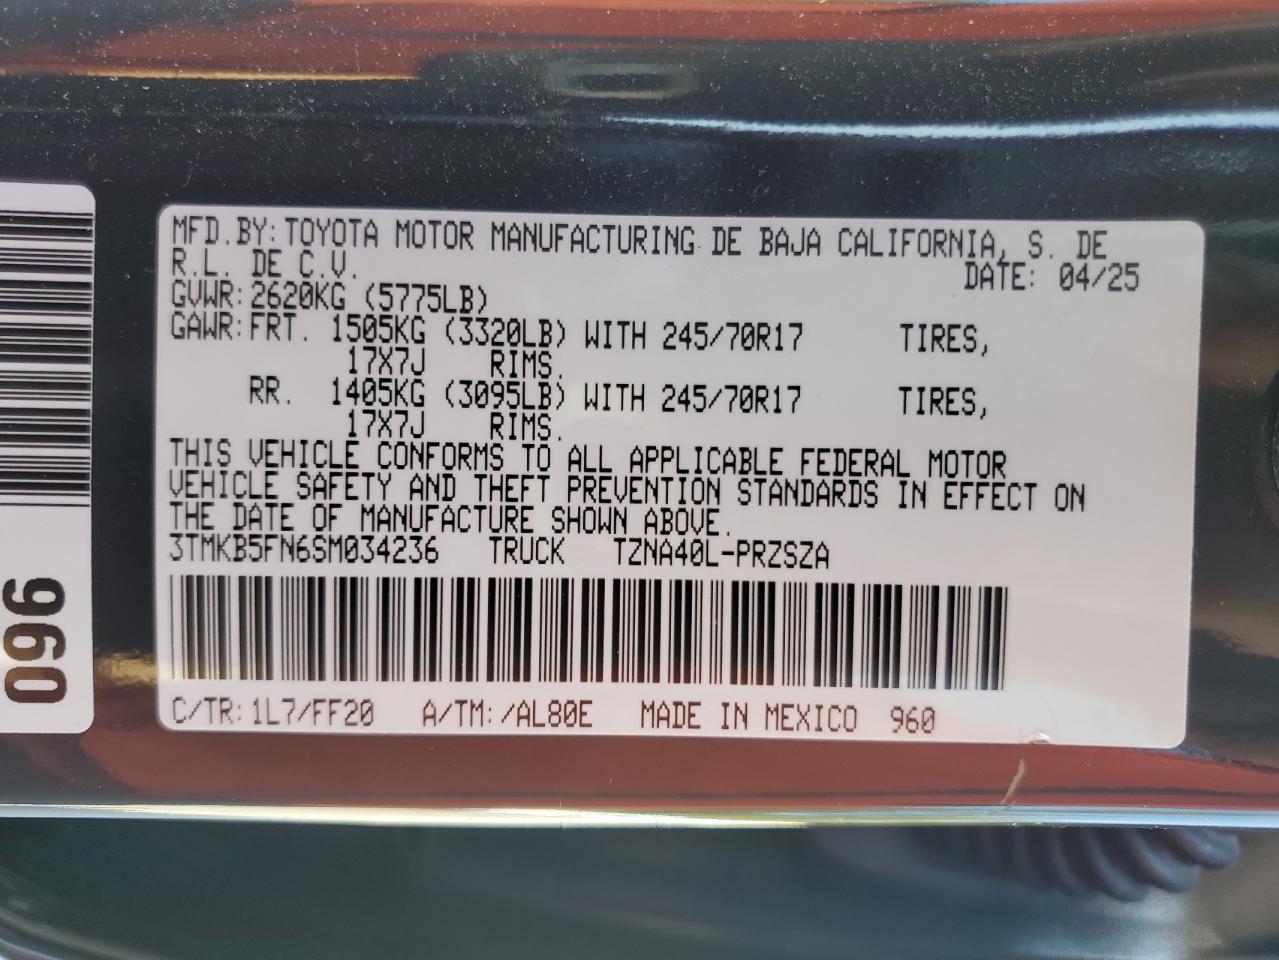 MFD.BY: TOYOTA MOTOR MANUFACTURING DE BAJA CALIFORNIA, S. DE
R.L. DE C.V. DATE: 04/25
GVWR: 2620KG (5775LB)
GAWR: FRT. 1505KG (3320LB) WITH 245/70R17 TIRES,
17X7J RIMS.
RR. 1405KG (3095LB) WITH 245/70R17 TIRES,
17X7J RIMS.
THIS VEHICLE CONFORMS TO ALL APPLICABLE FEDERAL MOTOR
VEHICLE SAFETY AND THEFT PREVENTION STANDARDS IN EFFECT ON
THE DATE OF MANUFACTURE SHOWN ABOVE.
3TMKB5FN6SM034236 TRUCK TZNA40L-PRZSZA
C/TR: 1L7/FF20 A/TM: /AL80E MADE IN MEXICO 960
960